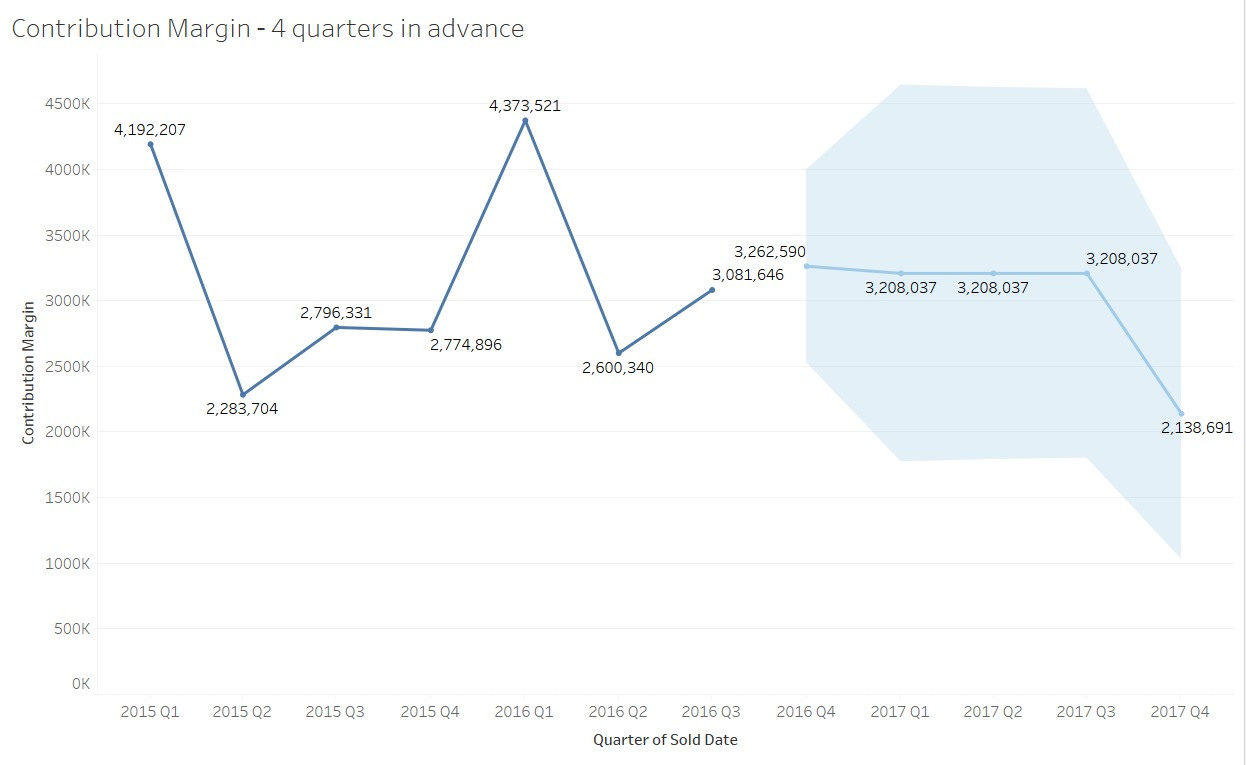 Contribution Margin - 4 quarters in advance
4500K
4000K
3500K
3000K
2500K
2000K
1500K
1000K
500K
0K
Contribution Margin
4,192,207
2,283,704
2,796,331
2,774,896
4,373,521
2,600,340
3,081,646
3,262,590
3,208,037
3,208,037
3,208,037
2,138,691
2015 Q1 2015 Q2 2015 Q3 2015 Q4 2016 Q1 2016 Q2 2016 Q3 2016 Q4 2017 Q1 2017 Q2 2017 Q3 2017 Q4
Quarter of Sold Date